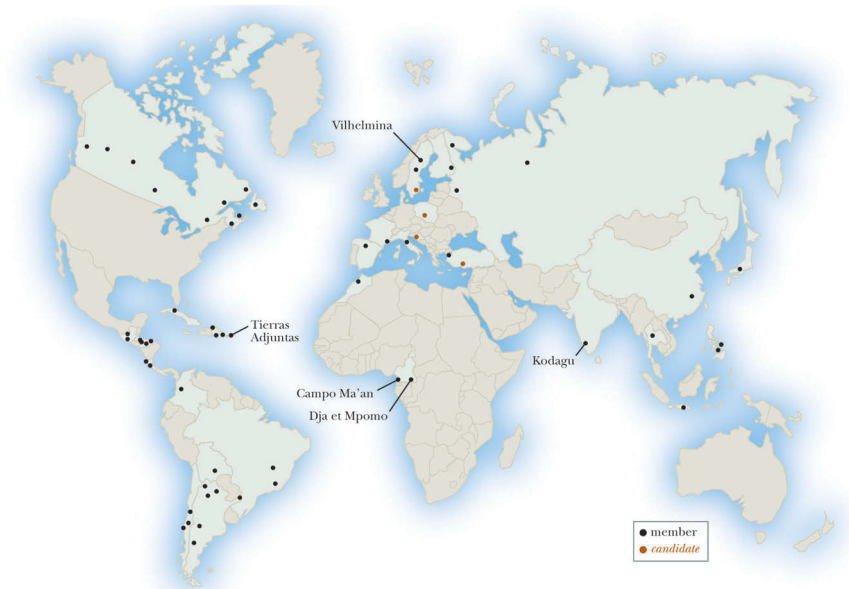 Vilhelmina
Tierras
Adjuntas
Kodagu
Campo Ma’an
Dja et Mpomo
member
candidate